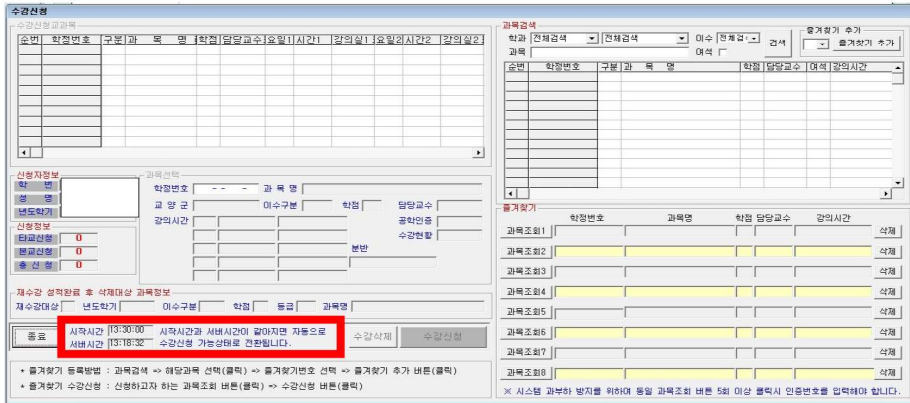 수강신청
수강신청교과목
순번 학정번호 구분 과 목 명 학점 담당교수 요일1 시간1 강의실1 요일2 시간2 강의실2
신청자정보
학 번
성 명
년도학기
신청정보
타교신청 0
본교신청 0
총 신 청 0
과목선택
학정번호 -- - 과 목 명
교 양 군 이수구분 학점 담당교수
강의시간 공학인증
수강현황
분반
재수강 성적완료 후 삭제대상 과목정보
재수강대상 년도학기 이수구분 학점 등급 과목명
종료
시작시간 13:30:00 시작시간과 서버시간이 같아지면 자동으로
서버시간 13:18:32 수강신청 가능상태로 전환됩니다.
수강삭제 수강신청
* 즐겨찾기 등록방법 : 과목검색 => 해당과목 선택(클릭) => 즐겨찾기번호 선택 => 즐겨찾기 추가 버튼(클릭)
* 즐겨찾기 수강신청 : 신청하고자 하는 과목조회 버튼(클릭) => 수강신청 버튼(클릭)
과목검색
학과 전체검색 전체검색 이수 전체검 검색
과목 여석
즐겨찾기 추가
즐겨찾기 추가
순번 학정번호 구분 과 목 명 학점 담당교수 여석 강의시간
즐겨찾기
학정번호 과목명 학점 담당교수 강의시간
과목조회1 삭제
과목조회2 삭제
과목조회3 삭제
과목조회4 삭제
과목조회5 삭제
과목조회6 삭제
과목조회7 삭제
과목조회8 삭제
※ 시스템 과부하 방지를 위하여 동일 과목조회 버튼 5회 이상 클릭시 인증번호를 입력해야 합니다.